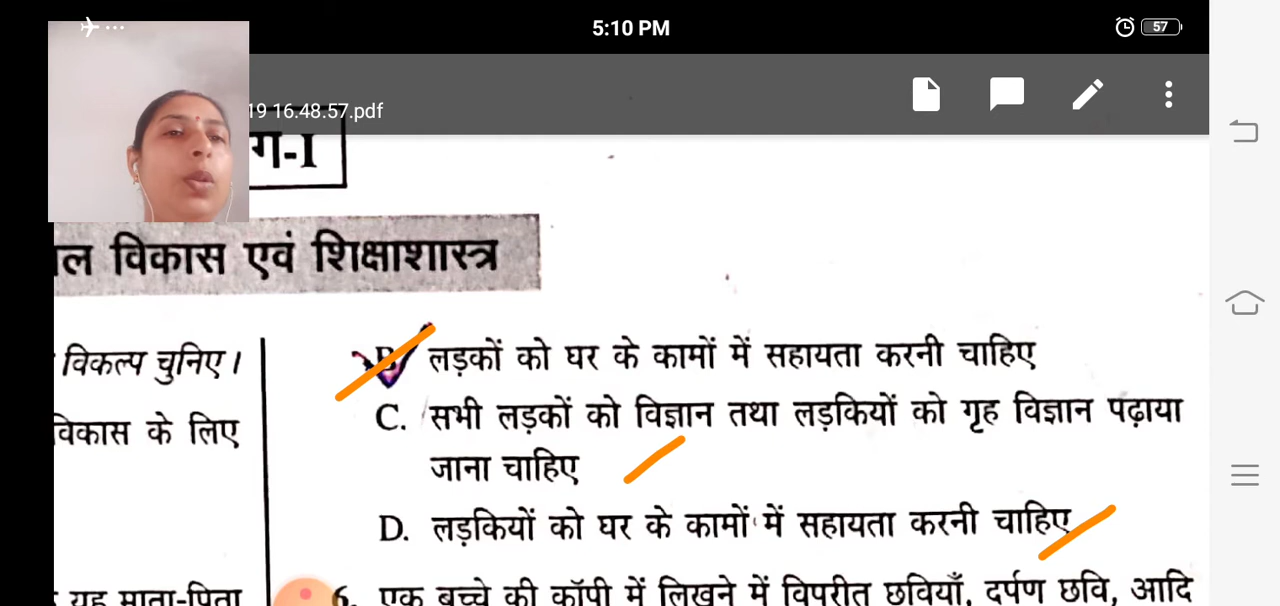 5:10 PM
57
19 16.48.57.pdf
ग-I
ल विकास एवं शिक्षाशास्त्र
विकल्प चुनिए।
विकास के लिए
यह माता-पिता
B. लड़कों को घर के कामों में सहायता करनी चाहिए
C. सभी लड़कों को विज्ञान तथा लड़कियों को गृह विज्ञान पढ़ाया
जाना चाहिए
D. लड़कियों को घर के कामों में सहायता करनी चाहिए
6. एक बच्चे की कॉपी में लिखने में विपरीत छवियाँ, दर्पण छवि, आदि